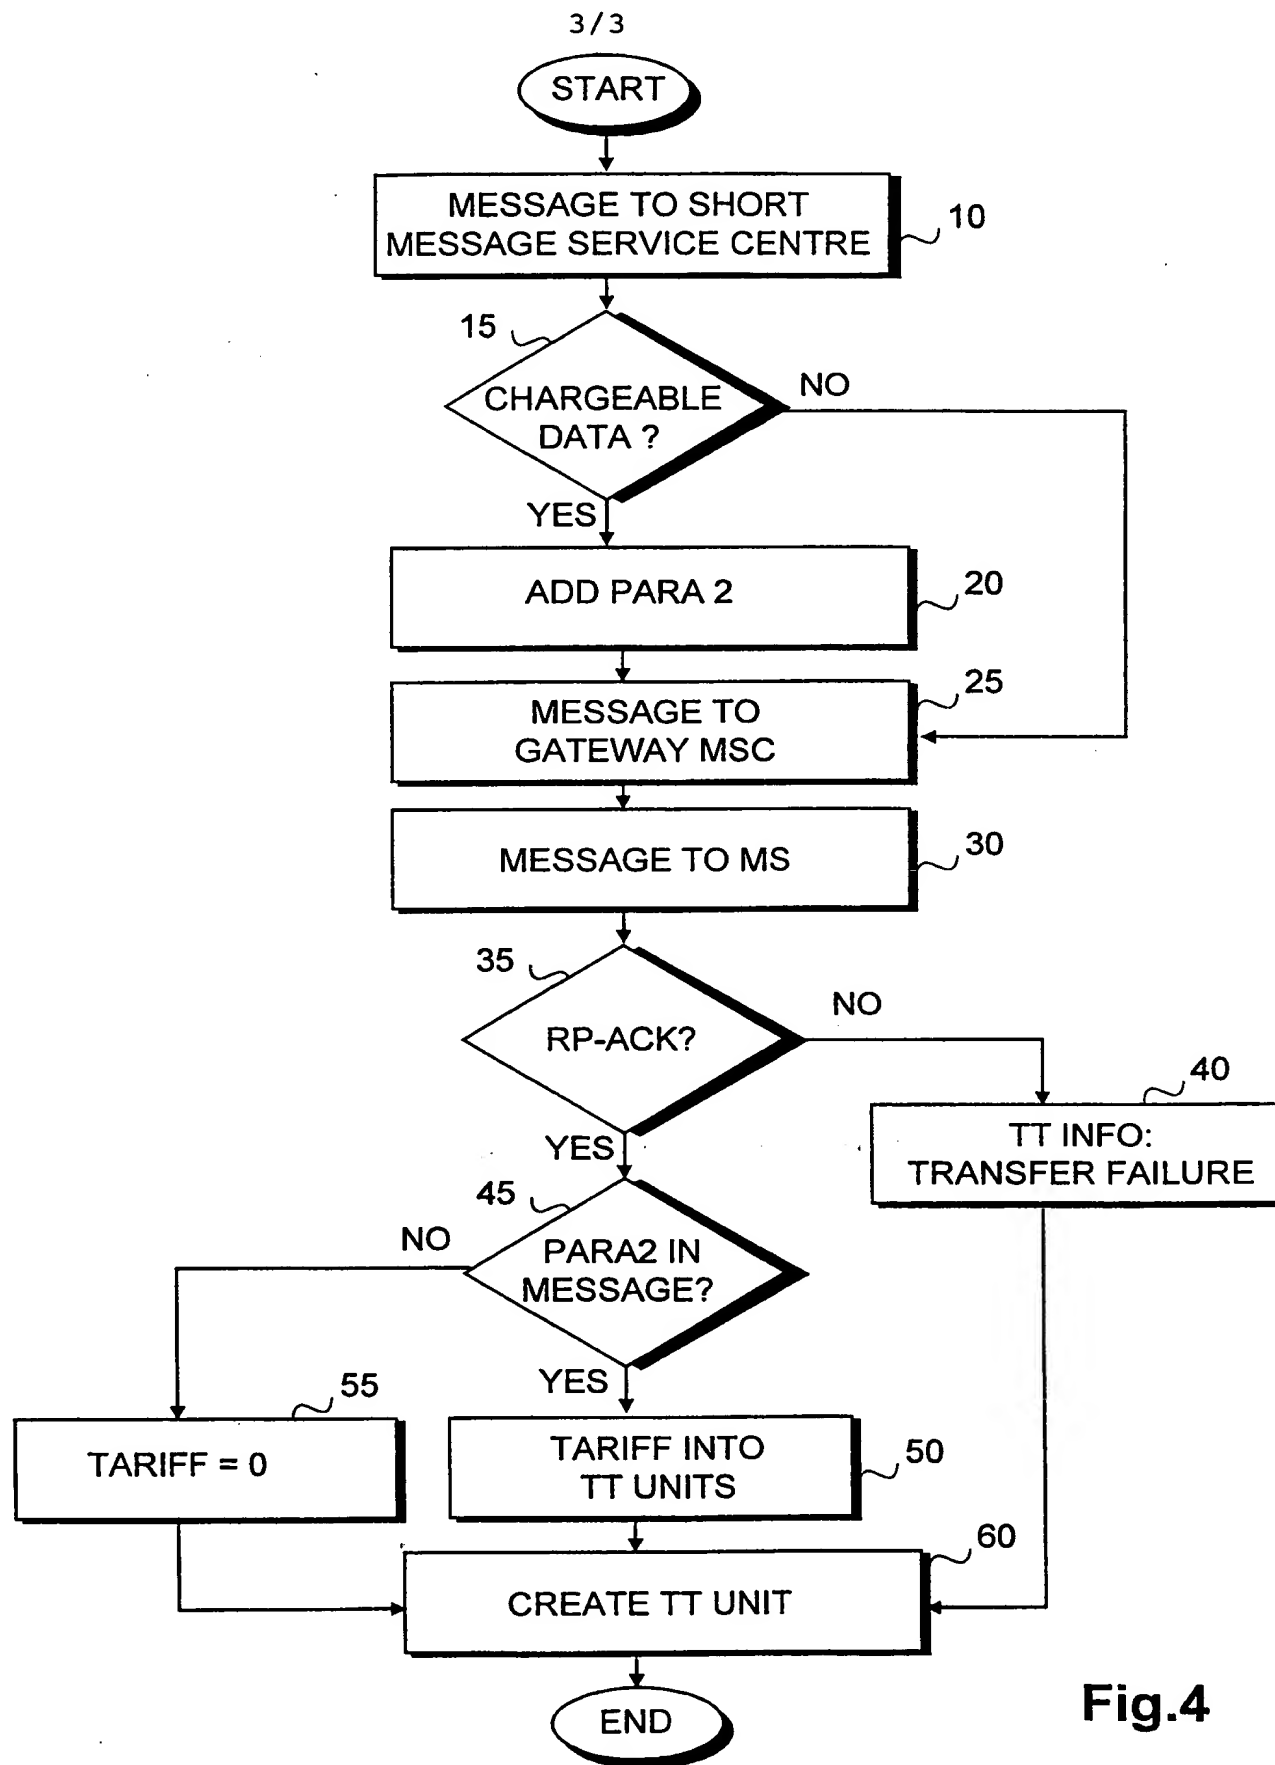 3/3
START
MESSAGE TO SHORT
MESSAGE SERVICE CENTRE
10
15
CHARGEABLE
DATA ?
NO
YES
ADD PARA 2
20
25
MESSAGE TO
GATEWAY MSC
MESSAGE TO MS
30
35
RP-ACK?
NO
40
TT INFO:
TRANSFER FAILURE
YES
45
NO
PARA2 IN
MESSAGE?
YES
55
TARIFF = 0
TARIFF INTO
TT UNITS
50
60
CREATE TT UNIT
END
Fig.4